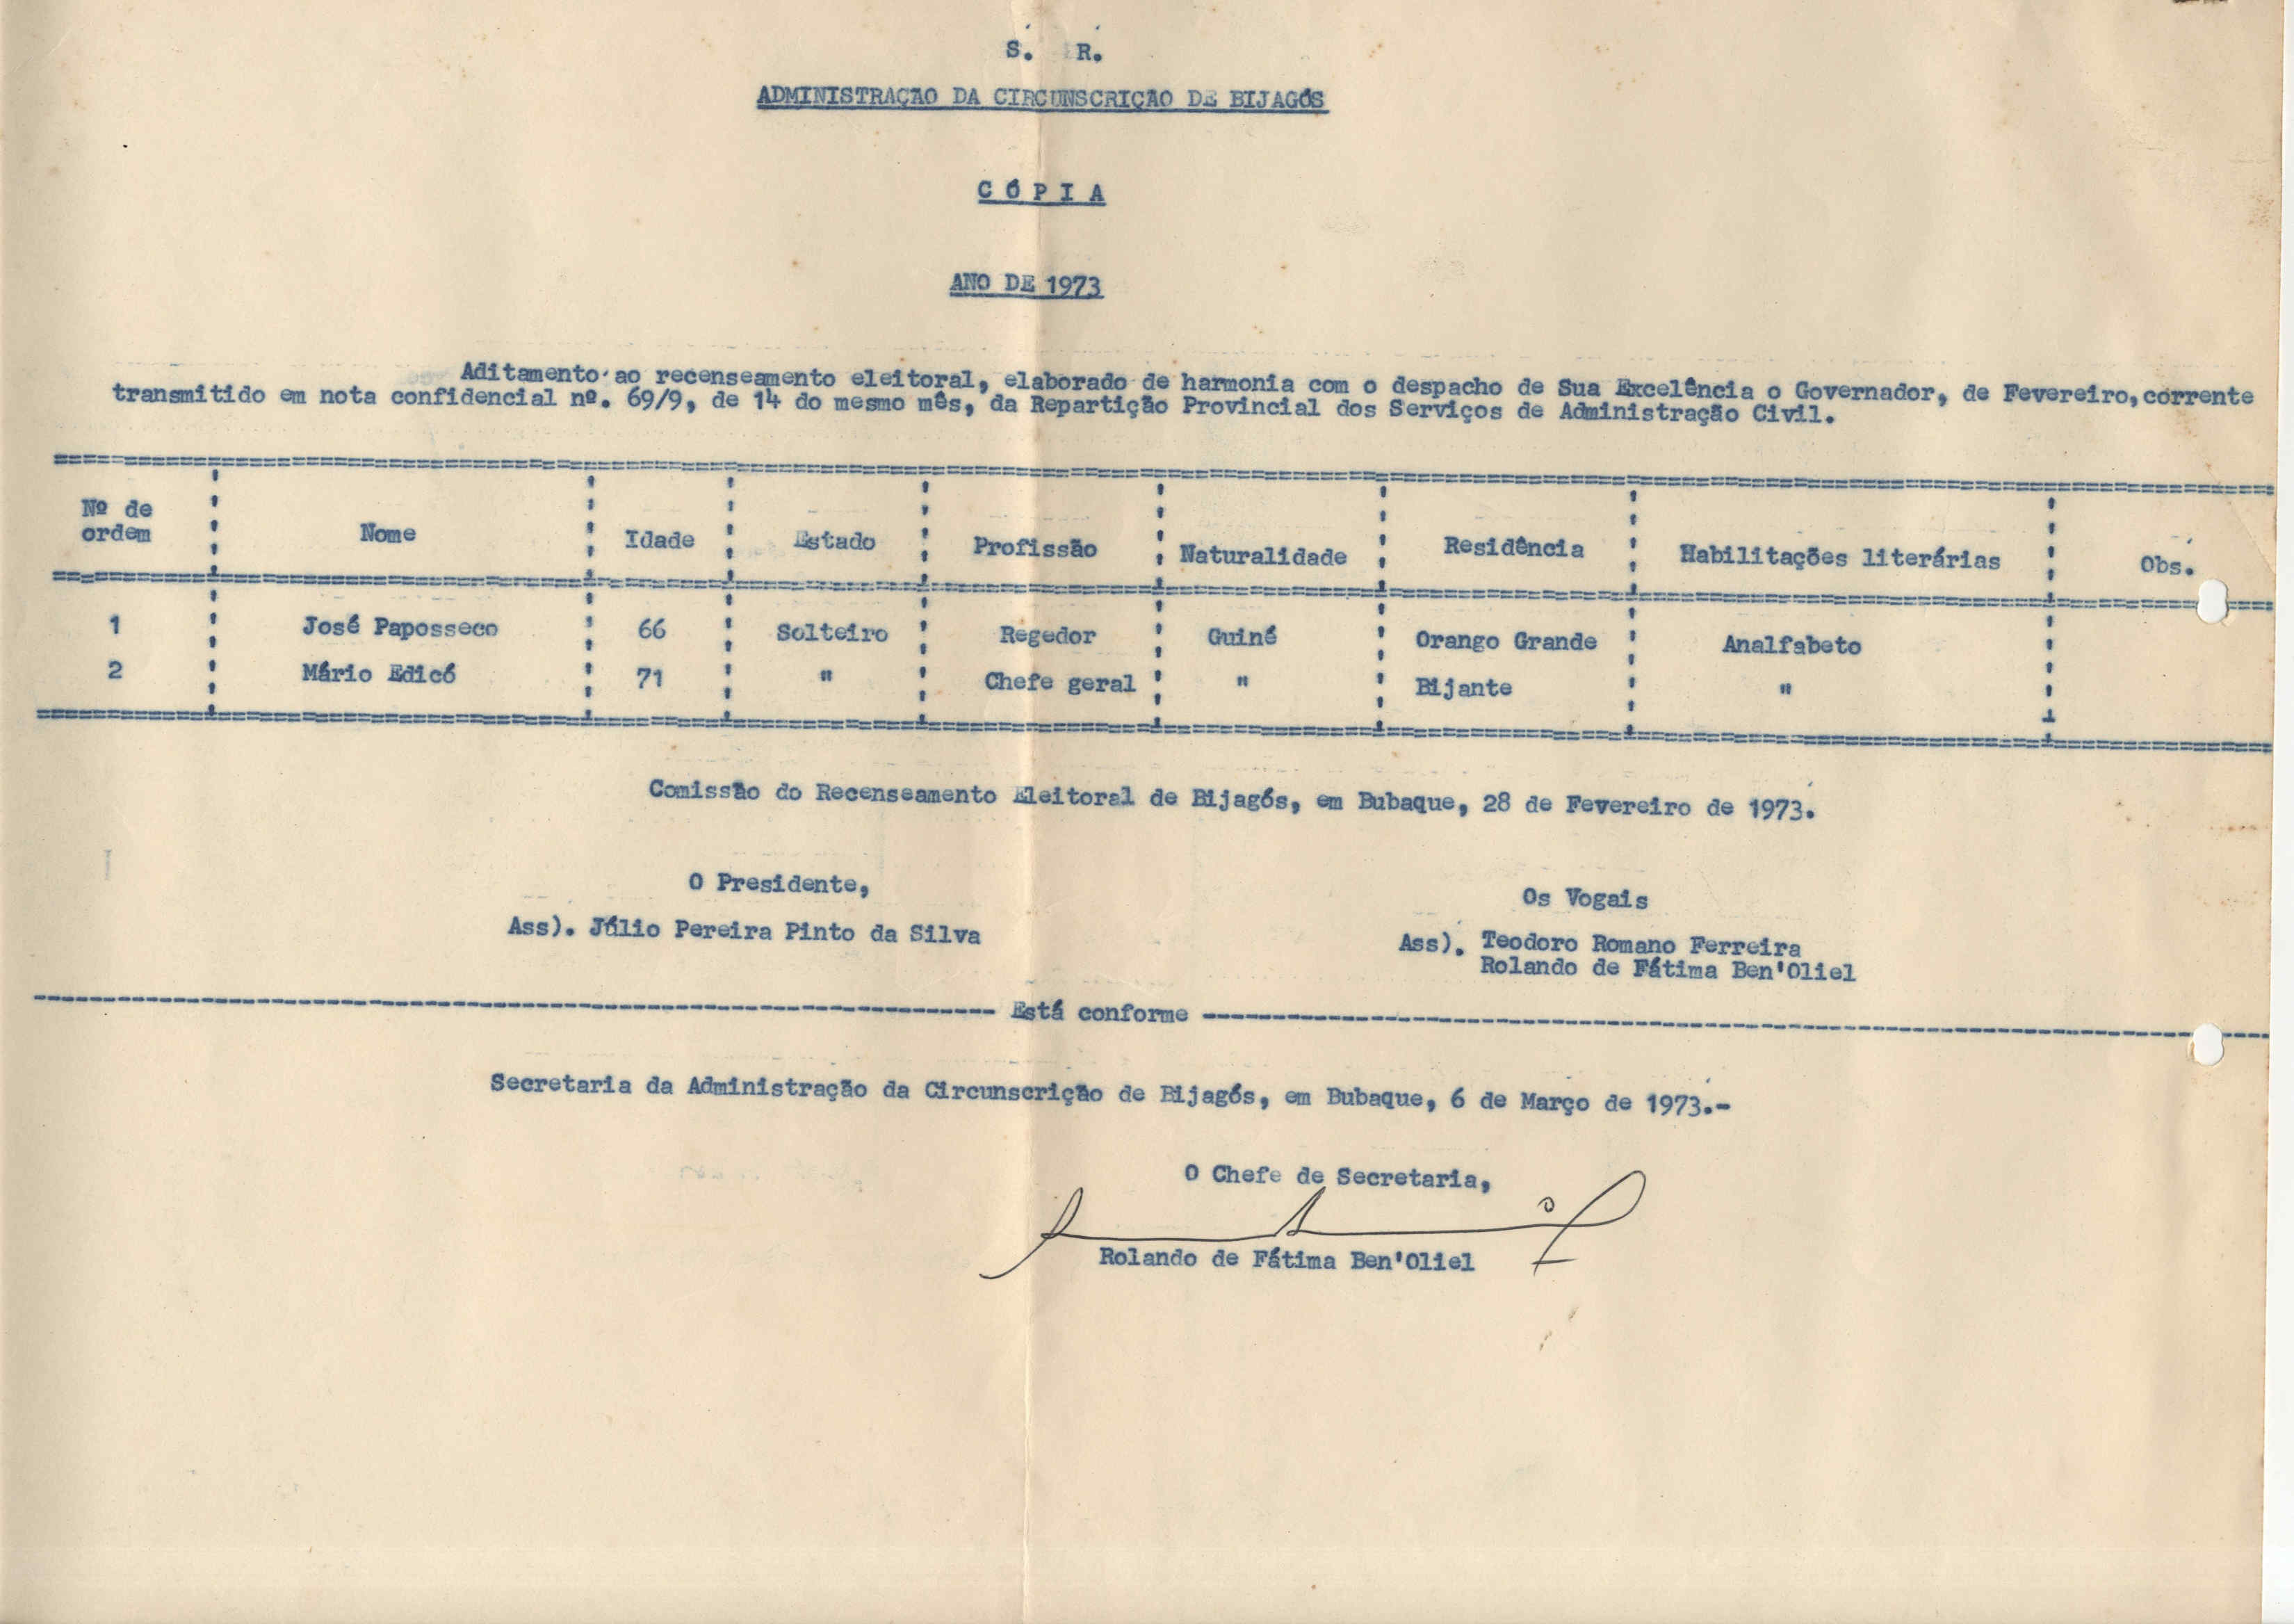 S. R.
ADMINISTRAÇÃO DA CIRCUNSCRIÇÃO DE BIJAGÓS
CÓPIA
ANO DE 1973
Aditamento ao recenseamento eleitoral, elaborado de harmonia com o despacho de Sua Excelência o Governador, de Fevereiro, corrente
transmitido em nota confidencial nº. 69/9, de 14 do mesmo mês, da Repartição Provincial dos Serviços de Administração Civil.
Nº de ordem Nome Idade Estado Profissão Naturalidade Residência Habilitações literárias Obs.
1 José Paposseco 66 Solteiro Regedor Guiné Orango Grande Analfabeto
2 Mário Edicó 71 " Chefe geral " Bijante "
Comissão do Recenseamento Eleitoral de Bijagós, em Bubaque, 28 de Fevereiro de 1973.
O Presidente,
Ass). Júlio Pereira Pinto da Silva
Os Vogais
Ass). Teodoro Romano Ferreira
Rolando de Fátima Ben'Oliel
Está conforme
Secretaria da Administração da Circunscrição de Bijagós, em Bubaque, 6 de Março de 1973.-
O Chefe de Secretaria,
Rolando de Fátima Ben'Oliel